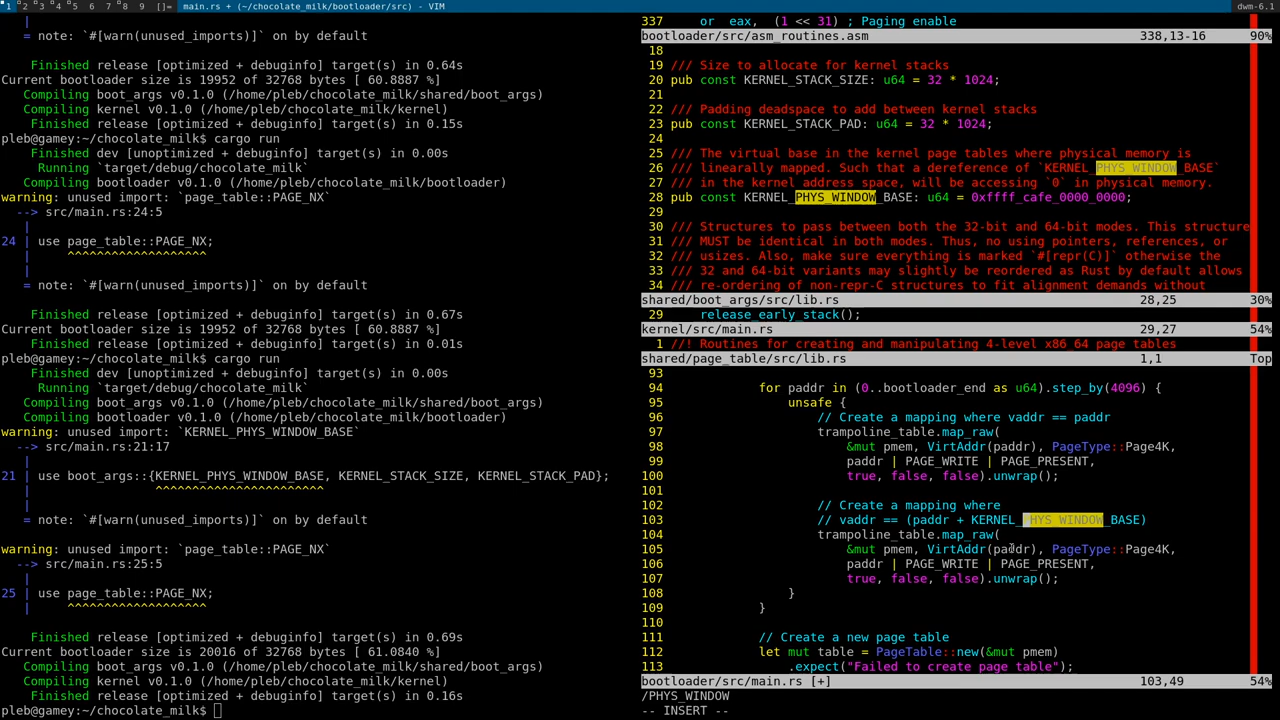 1 2 3 4 5 6 7 8 9 []= main.rs + (~/chocolate_milk/bootloader/src) - VIM dwm-6.1
|
= note: `#[warn(unused_imports)]` on by default
Finished release [optimized + debuginfo] target(s) in 0.64s
Current bootloader size is 19952 of 32768 bytes [ 60.8887 %]
Compiling boot_args v0.1.0 (/home/pleb/chocolate_milk/shared/boot_args)
Compiling kernel v0.1.0 (/home/pleb/chocolate_milk/kernel)
Finished release [optimized + debuginfo] target(s) in 0.15s
pleb@gamey:~/chocolate_milk$ cargo run
Finished dev [unoptimized + debuginfo] target(s) in 0.00s
Running `target/debug/chocolate_milk`
Compiling bootloader v0.1.0 (/home/pleb/chocolate_milk/bootloader)
warning: unused import: `page_table::PAGE_NX`
--> src/main.rs:24:5
|
24 | use page_table::PAGE_NX;
| ^^^^^^^^^^^^^^^^^^^
|
= note: `#[warn(unused_imports)]` on by default
Finished release [optimized + debuginfo] target(s) in 0.67s
Current bootloader size is 19952 of 32768 bytes [ 60.8887 %]
Finished release [optimized + debuginfo] target(s) in 0.01s
pleb@gamey:~/chocolate_milk$ cargo run
Finished dev [unoptimized + debuginfo] target(s) in 0.00s
Running `target/debug/chocolate_milk`
Compiling boot_args v0.1.0 (/home/pleb/chocolate_milk/shared/boot_args)
Compiling bootloader v0.1.0 (/home/pleb/chocolate_milk/bootloader)
warning: unused import: `KERNEL_PHYS_WINDOW_BASE`
--> src/main.rs:21:17
|
21 | use boot_args::{KERNEL_PHYS_WINDOW_BASE, KERNEL_STACK_SIZE, KERNEL_STACK_PAD};
| ^^^^^^^^^^^^^^^^^^^^^^^
|
= note: `#[warn(unused_imports)]` on by default
warning: unused import: `page_table::PAGE_NX`
--> src/main.rs:25:5
|
25 | use page_table::PAGE_NX;
| ^^^^^^^^^^^^^^^^^^^
Finished release [optimized + debuginfo] target(s) in 0.69s
Current bootloader size is 20016 of 32768 bytes [ 61.0840 %]
Compiling boot_args v0.1.0 (/home/pleb/chocolate_milk/shared/boot_args)
Compiling kernel v0.1.0 (/home/pleb/chocolate_milk/kernel)
Finished release [optimized + debuginfo] target(s) in 0.16s
pleb@gamey:~/chocolate_milk$
337 or eax, (1 << 31) ; Paging enable
bootloader/src/asm_routines.asm 338,13-16 90%
18
19 /// Size to allocate for kernel stacks
20 pub const KERNEL_STACK_SIZE: u64 = 32 * 1024;
21
22 /// Padding deadspace to add between kernel stacks
23 pub const KERNEL_STACK_PAD: u64 = 32 * 1024;
24
25 /// The virtual base in the kernel page tables where physical memory is
26 /// linearally mapped. Such that a dereference of `KERNEL_PHYS_WINDOW_BASE`
27 /// in the kernel address space, will be accessing `0` in physical memory.
28 pub const KERNEL_PHYS_WINDOW_BASE: u64 = 0xffff_cafe_0000_0000;
29
30 /// Structures to pass between both the 32-bit and 64-bit modes. This structure
31 /// MUST be identical in both modes. Thus, no using pointers, references, or
32 /// usizes. Also, make sure everything is marked `#[repr(C)]` otherwise the
33 /// 32 and 64-bit variants may slightly be reordered as Rust by default allows
34 /// re-ordering of non-repr-C structures to fit alignment demands without
shared/boot_args/src/lib.rs 28,25 30%
29 release_early_stack();
kernel/src/main.rs 29,27 54%
1 //! Routines for creating and manipulating 4-level x86_64 page tables
shared/page_table/src/lib.rs 1,1 Top
93
94 for paddr in (0..bootloader_end as u64).step_by(4096) {
95 unsafe {
96 // Create a mapping where vaddr == paddr
97 trampoline_table.map_raw(
98 &mut pmem, VirtAddr(paddr), PageType::Page4K,
99 paddr | PAGE_WRITE | PAGE_PRESENT,
100 true, false, false).unwrap();
101
102 // Create a mapping where
103 // vaddr == (paddr + KERNEL_PHYS_WINDOW_BASE)
104 trampoline_table.map_raw(
105 &mut pmem, VirtAddr(paddr), PageType::Page4K,
106 paddr | PAGE_WRITE | PAGE_PRESENT,
107 true, false, false).unwrap();
108 }
109 }
110
111 // Create a new page table
112 let mut table = PageTable::new(&mut pmem)
113 .expect("Failed to create page table");
bootloader/src/main.rs [+] 103,49 54%
/PHYS_WINDOW
-- INSERT --